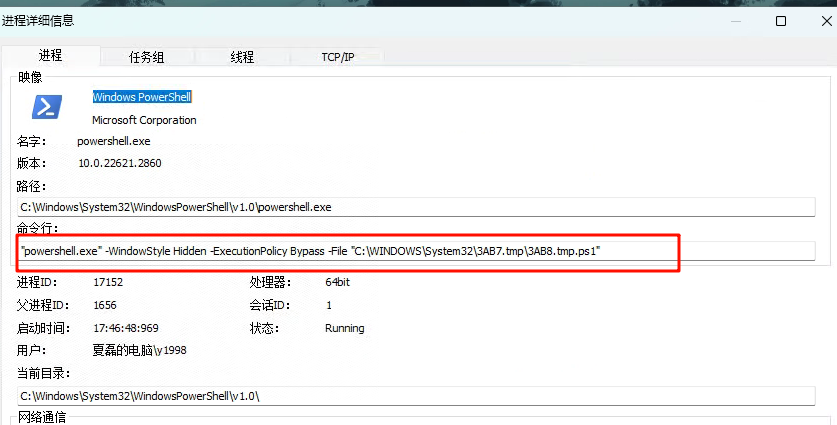 进程详细信息
进程 任务组 线程 TCP/IP
映像
Windows PowerShell
Microsoft Corporation
名字: powershell.exe
版本: 10.0.22621.2860
路径:
C:\Windows\System32\WindowsPowerShell\v1.0\powershell.exe
命令行:
"powershell.exe" -WindowStyle Hidden -ExecutionPolicy Bypass -File "C:\WINDOWS\System32\3AB7.tmp\3AB8.tmp.ps1"
进程ID: 17152 处理器: 64bit
父进程ID: 1656 会话ID: 1
启动时间: 17:46:48:969 状态: Running
用户: 夏磊的电脑\y1998
当前目录:
C:\Windows\System32\WindowsPowerShell\v1.0\
网络通信